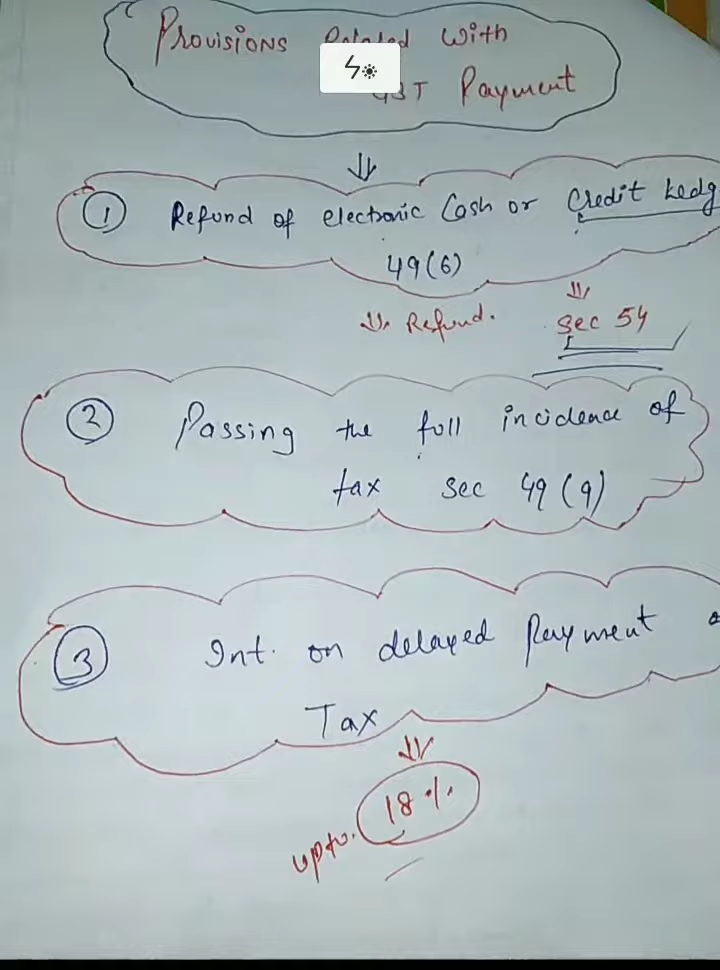 Provisions Related With
GST Payment
1 Refund of electronic Cash or Credit Ledg
49(6)
Refund. sec 54
2 Passing the full incidence of
tax sec 49(9)
3 Int. on delayed Payment
Tax
upto. 18%